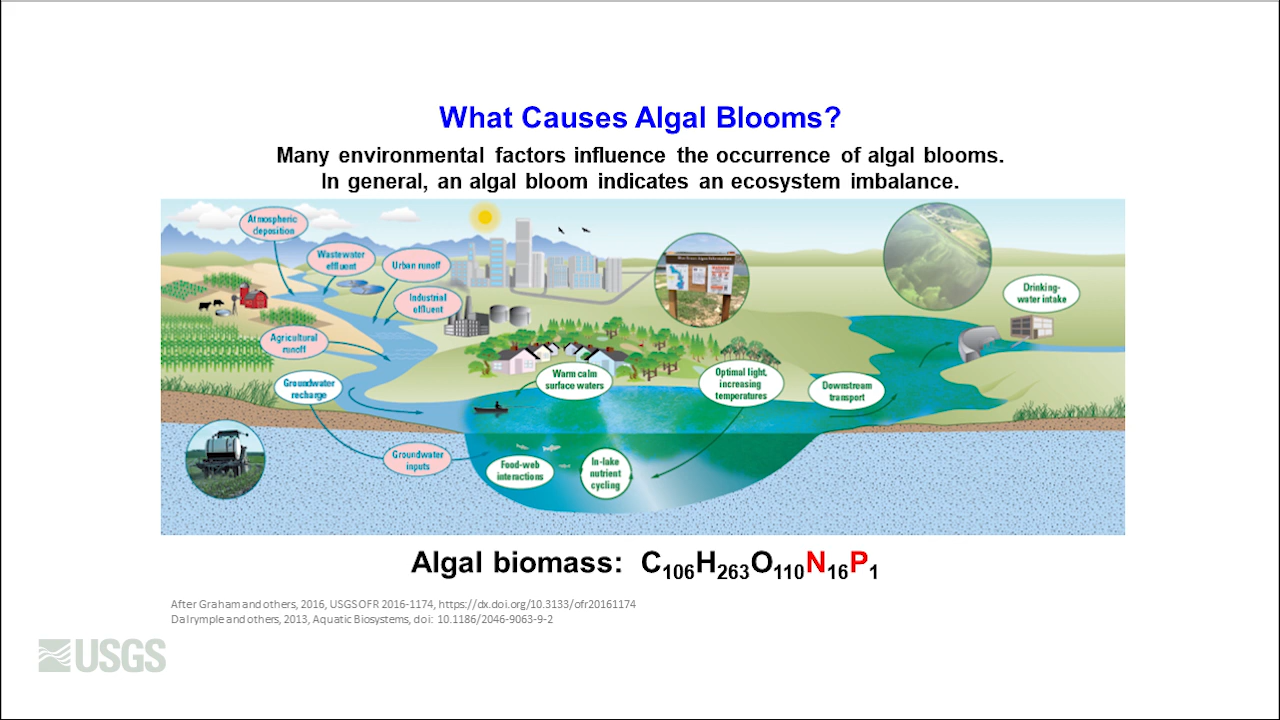 What Causes Algal Blooms?
Many environmental factors influence the occurrence of algal blooms.
In general, an algal bloom indicates an ecosystem imbalance.
Atmospheric
deposition
Wastewater
effluent
Urban runoff
Industrial
effluent
Agricultural
runoff
Groundwater
recharge
Groundwater
inputs
Warm calm
surface waters
Optimal light,
increasing
temperatures
Downstream
transport
Drinking-
water intake
Food-web
interactions
In-lake
nutrient
cycling
Algal biomass: C₁₀₆H₂₆₃O₁₁₀N₁₆P₁
After Graham and others, 2016, USGS OFR 2016-1174, https://dx.doi.org/10.3133/ofr20161174
Dalrymple and others, 2013, Aquatic Biosystems, doi: 10.1186/2046-9063-9-2
USGS